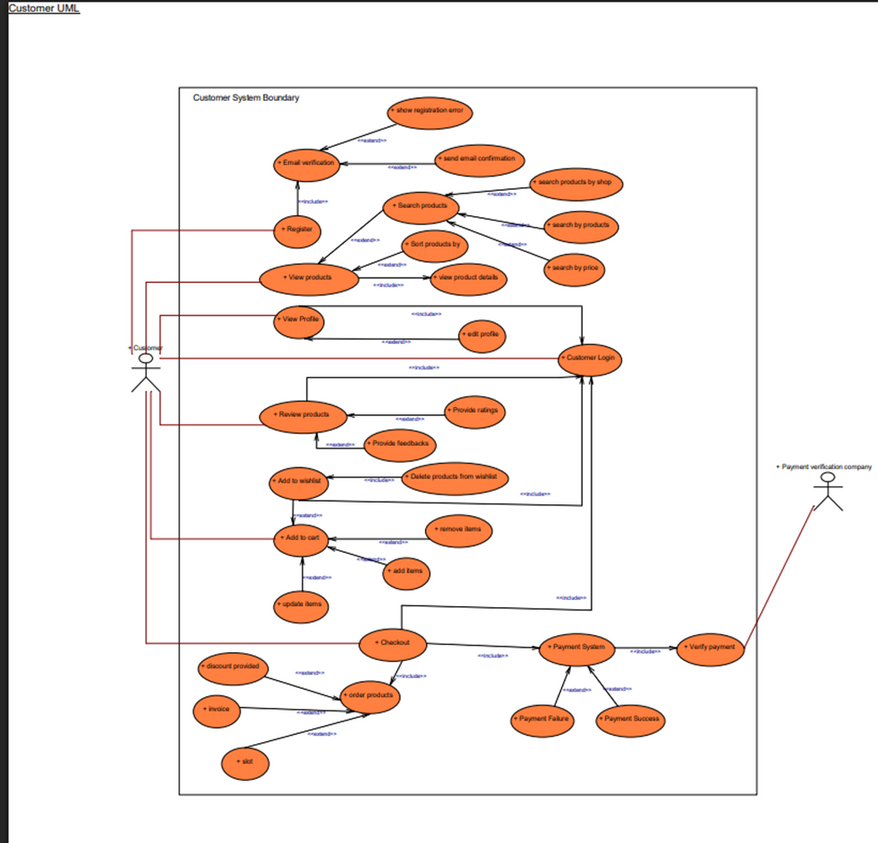 Customer UML
Customer System Boundary
+ show registration error
<<extend>>
+ Email verification
+ send email confirmation
<<extend>>
+ search products by shop
<<include>>
<<extend>>
+ Search products
+ Register
<<extend>>
+ search by products
<<extend>>
+ Sort products by
<<extend>>
<<extend>>
+ search by price
+ View products
+ view product details
<<include>>
+ View Profile
<<include>>
+ edit profile
<<extend>>
+ Customer
+ Customer Login
<<include>>
+ Review products
+ Provide ratings
<<extend>>
+ Provide feedbacks
<<extend>>
+ Payment verification company
+ Add to wishlist
<<include>>
+ Delete products from wishlist
<<include>>
<<extend>>
+ remove items
+ Add to cart
<<extend>>
<<extend>>
+ add items
<<extend>>
+ update items
<<include>>
+ Checkout
+ Payment System
+ Verify payment
<<include>>
<<include>>
+ discount provided
<<extend>>
<<include>>
+ order products
<<extend>>
<<extend>>
+ invoice
<<extend>>
+ Payment Failure
+ Payment Success
<<extend>>